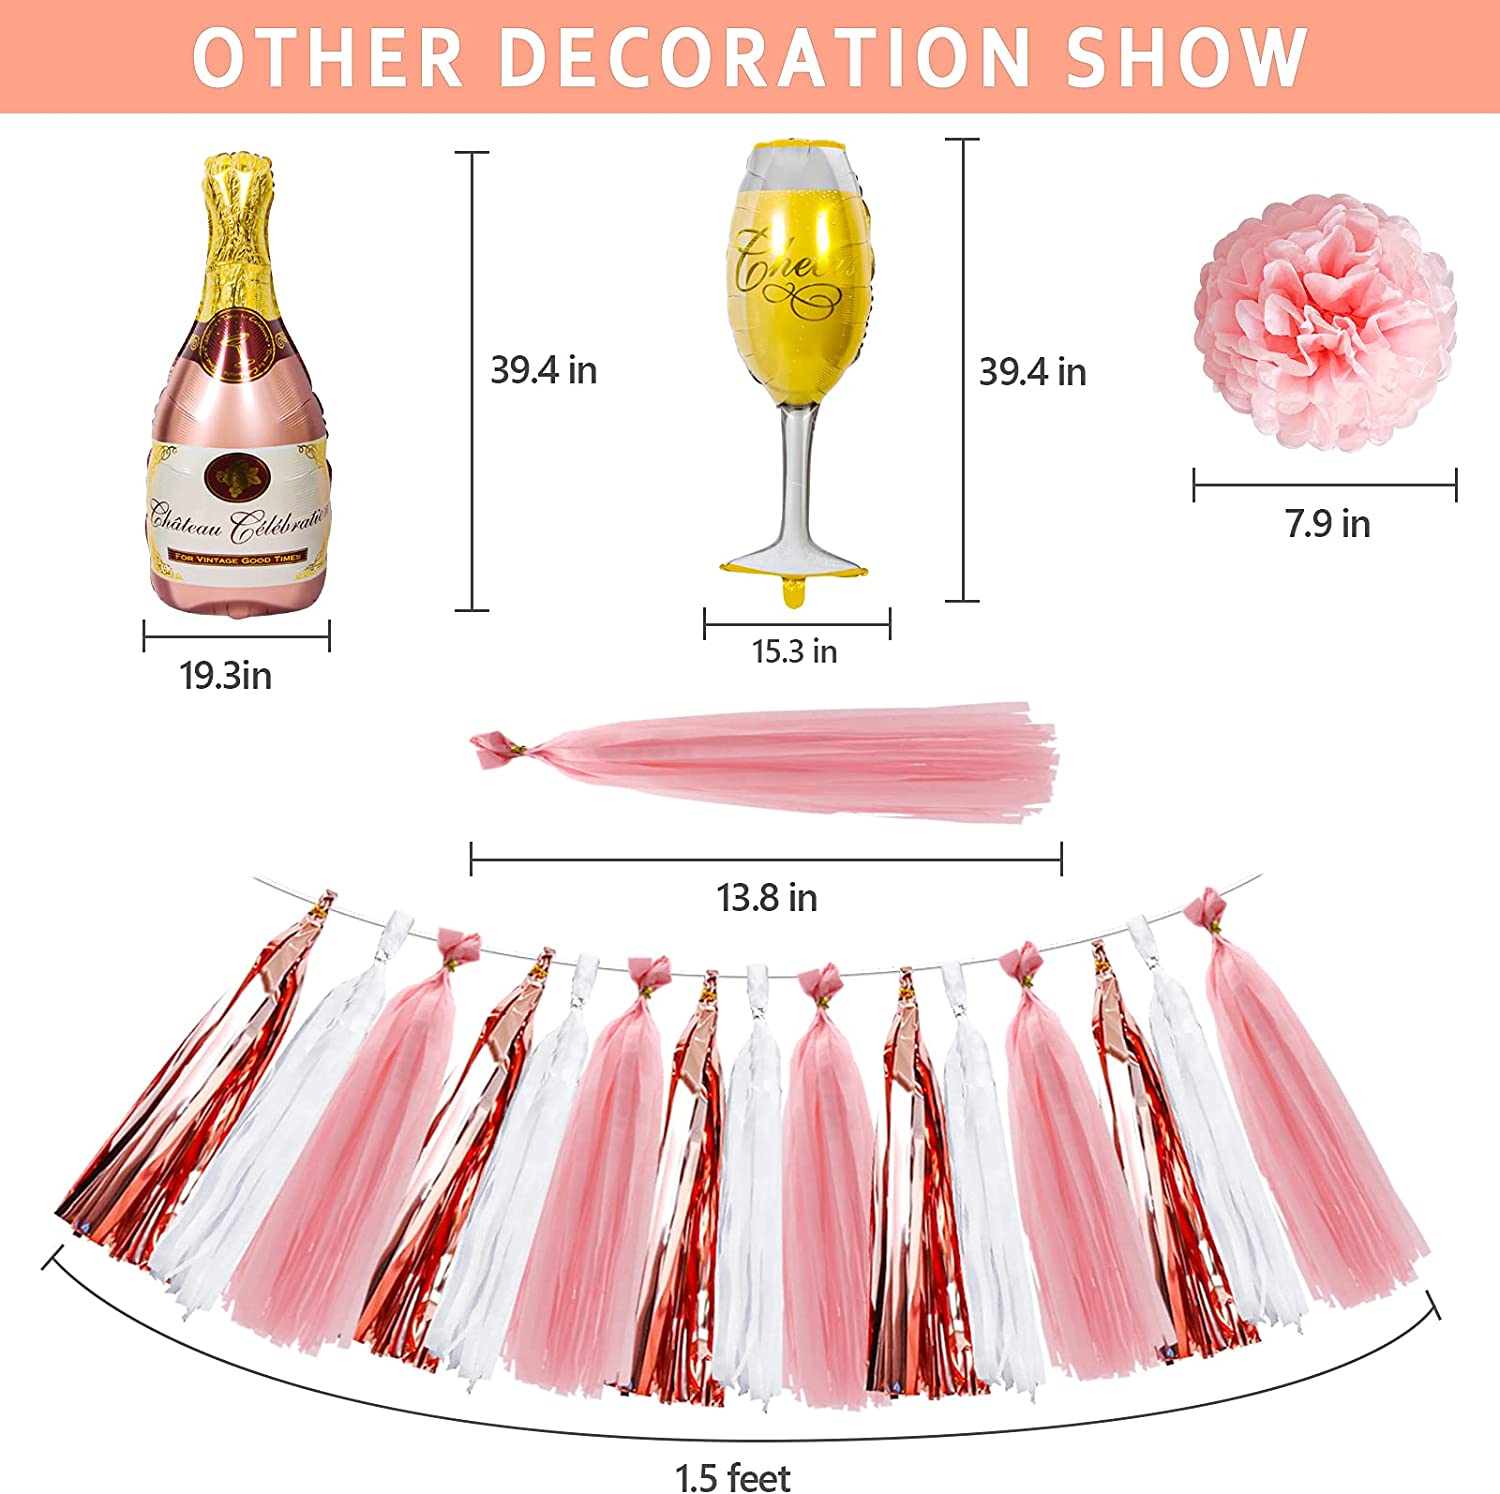 OTHER DECORATION SHOW
39.4 in
39.4 in
Cheers
Château Célébration
FOR VINTAGE GOOD TIMES
7.9 in
15.3 in
19.3in
13.8 in
1.5 feet